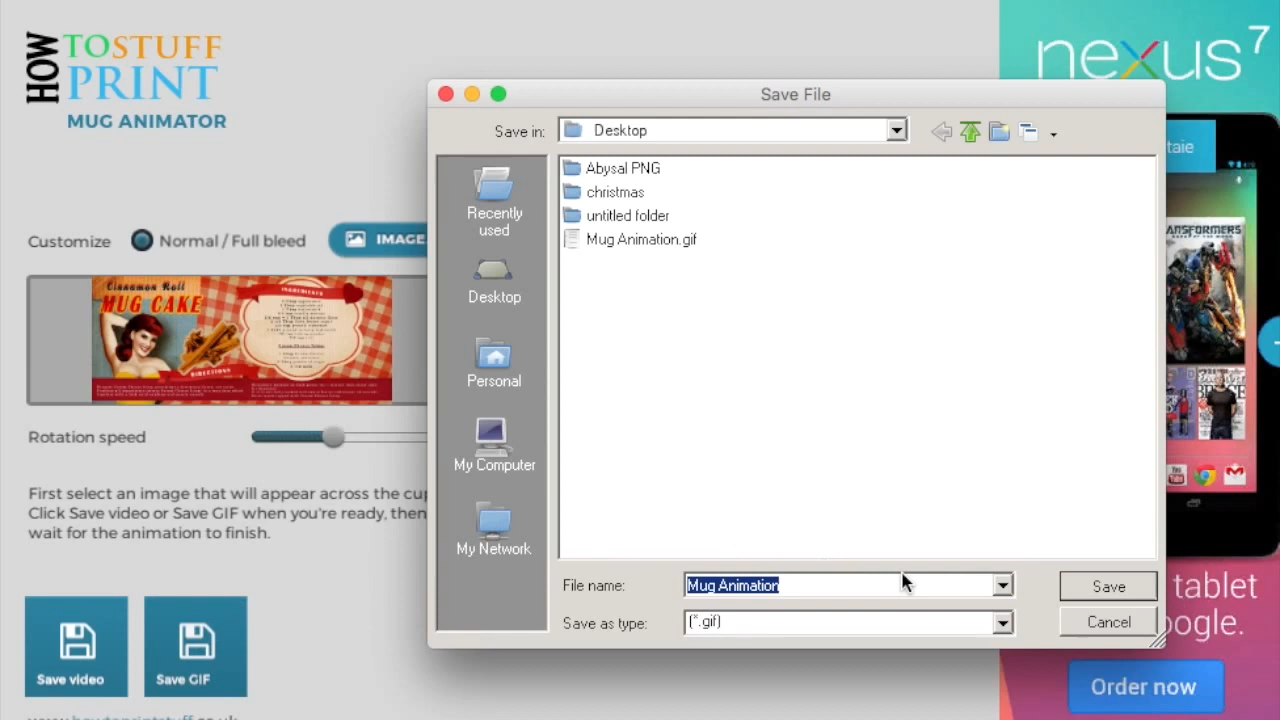 HOW
TO STUFF
PRINT
MUG ANIMATOR
Customize
Normal / Full bleed
IMAGE
Cinnamon Roll
MUG CAKE
INGREDIENTS
DIRECTIONS
Rotation speed
First select an image that will appear across the cup
Click Save video or Save GIF when you're ready, then
wait for the animation to finish.
Save video
Save GIF
Save File
Save in:
Desktop
Recently
used
Desktop
Personal
My Computer
My Network
Abysal PNG
christmas
untitled folder
Mug Animation.gif
File name:
Mug Animation
Save
Save as type:
(*.gif)
Cancel
nexus 7
taie
tablet
oogle.
Order now